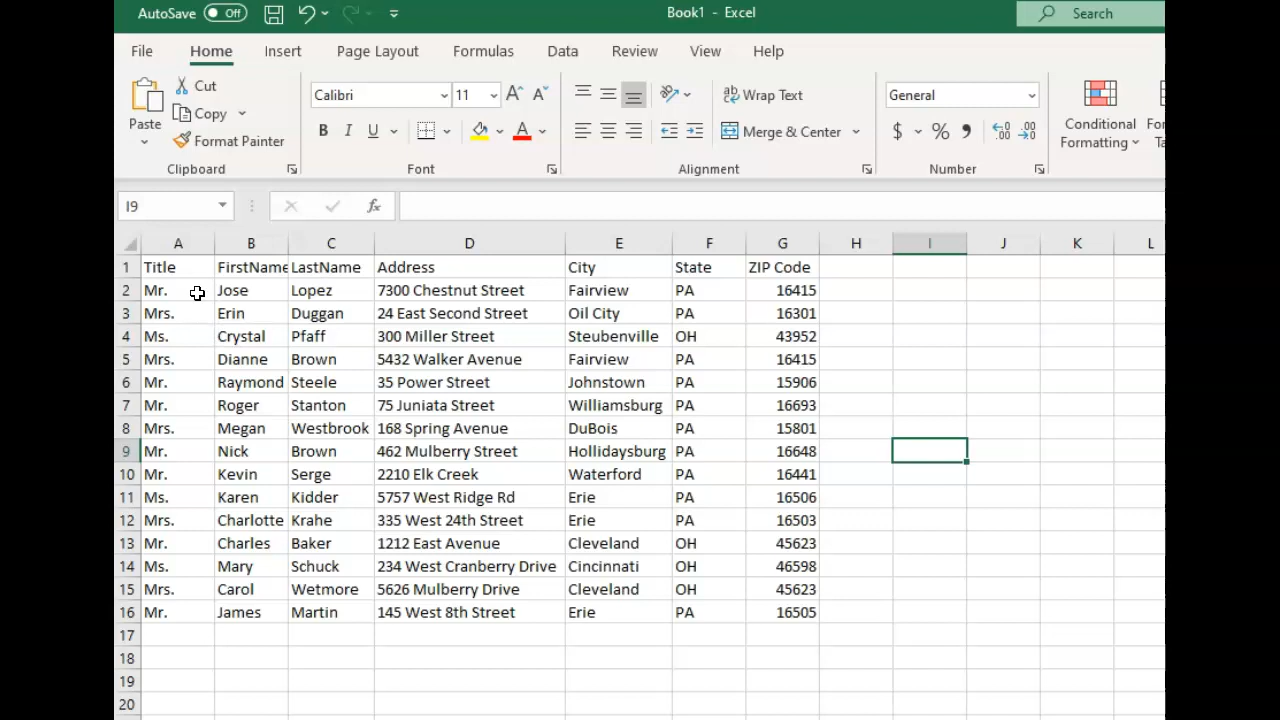 AutoSave Off Book1 - Excel Search
File Home Insert Page Layout Formulas Data Review View Help
Paste Cut Copy Format Painter
Calibri 11
B I U A
ab Wrap Text
Merge & Center
General
$ % 9
Conditional Formatting
Clipboard Font Alignment Number
I9 fx
A B C D E F G H I J K L
1 Title FirstName LastName Address City State ZIP Code
2 Mr. Jose Lopez 7300 Chestnut Street Fairview PA 16415
3 Mrs. Erin Duggan 24 East Second Street Oil City PA 16301
4 Ms. Crystal Pfaff 300 Miller Street Steubenville OH 43952
5 Mrs. Dianne Brown 5432 Walker Avenue Fairview PA 16415
6 Mr. Raymond Steele 35 Power Street Johnstown PA 15906
7 Mr. Roger Stanton 75 Juniata Street Williamsburg PA 16693
8 Mrs. Megan Westbrook 168 Spring Avenue DuBois PA 15801
9 Mr. Nick Brown 462 Mulberry Street Hollidaysburg PA 16648
10 Mr. Kevin Serge 2210 Elk Creek Waterford PA 16441
11 Ms. Karen Kidder 5757 West Ridge Rd Erie PA 16506
12 Mrs. Charlotte Krahe 335 West 24th Street Erie PA 16503
13 Mr. Charles Baker 1212 East Avenue Cleveland OH 45623
14 Ms. Mary Schuck 234 West Cranberry Drive Cincinnati OH 46598
15 Mrs. Carol Wetmore 5626 Mulberry Drive Cleveland OH 45623
16 Mr. James Martin 145 West 8th Street Erie PA 16505
17
18
19
20